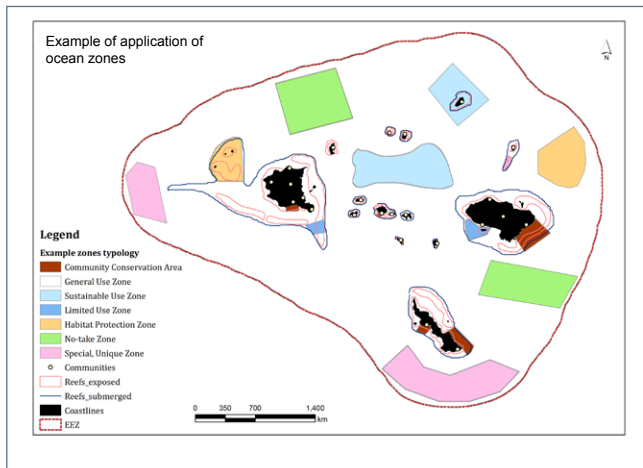 Example of application of
ocean zones
N
Legend
Example zones typology
Community Conservation Area
General Use Zone
Sustainable Use Zone
Limited Use Zone
Habitat Protection Zone
No-take Zone
Special, Unique Zone
Communities
Reefs_exposed
Reefs_submerged
Coastlines
EEZ
0 350 700 1,400
km